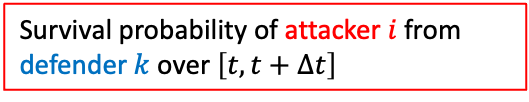 Survival probability of attacker i from
defender k over [t, t + Δt]